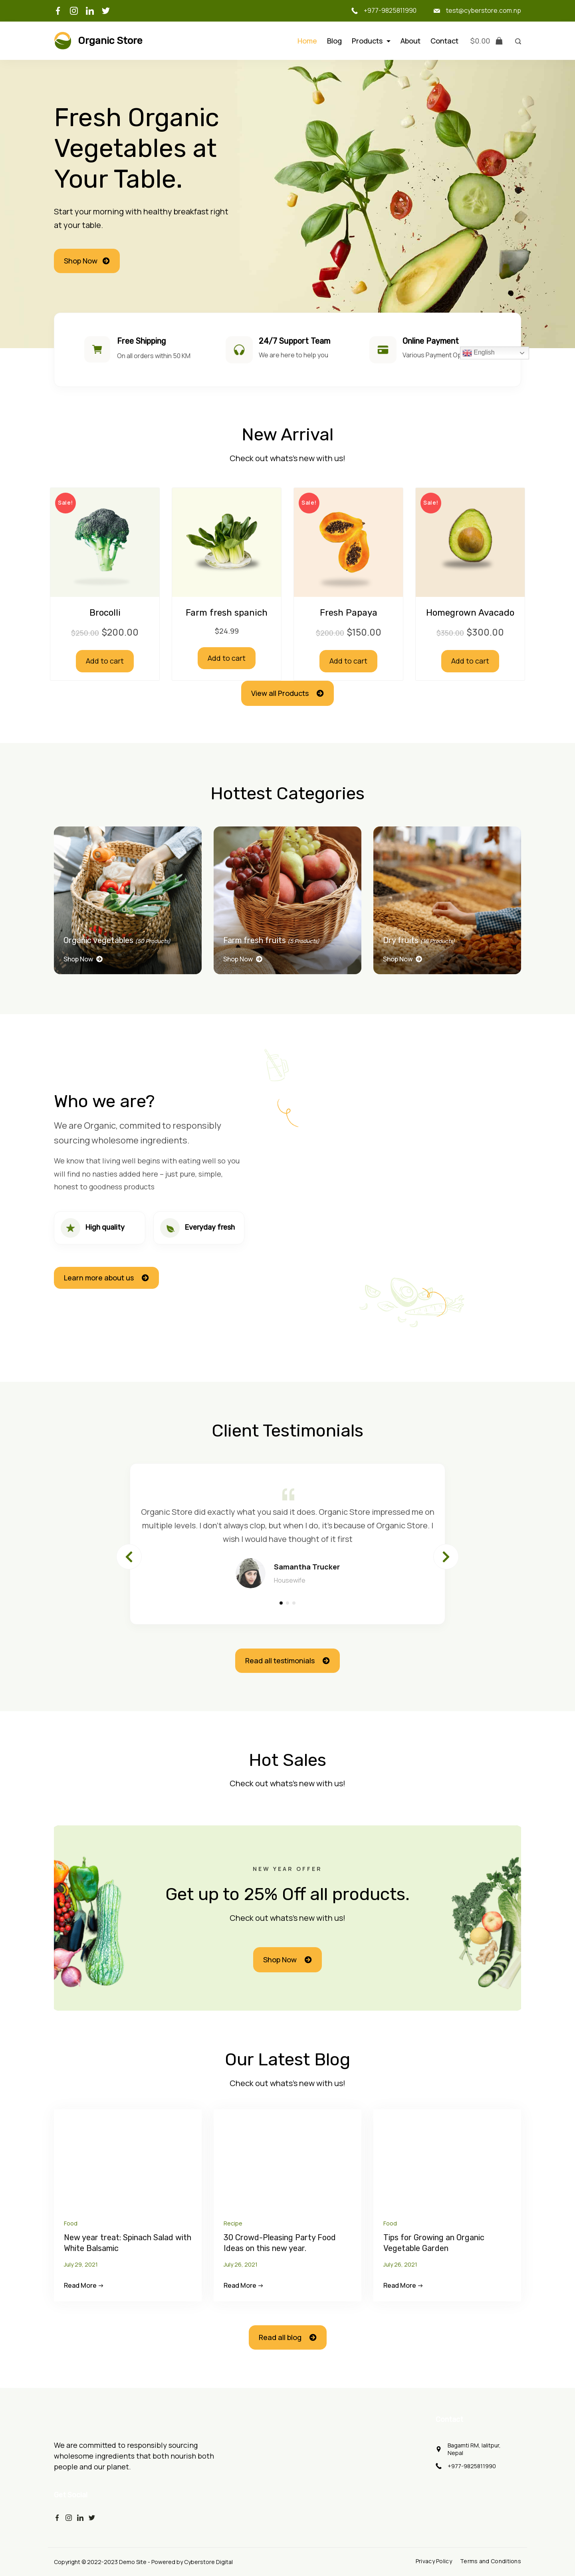 +977-9825811990 test@cyberstore.com.np
Organic Store
Home Blog Products About Contact $0.00
Fresh Organic
Vegetables at
Your Table.
Start your morning with healthy breakfast right
at your table.
Shop Now
Free Shipping
On all orders within 50 KM
24/7 Support Team
We are here to help you
Online Payment
Various Payment Op
English
New Arrival
Check out whats's new with us!
Sale!
Brocolli
$250.00 $200.00
Add to cart
Farm fresh spanich
$24.99
Add to cart
Sale!
Fresh Papaya
$200.00 $150.00
Add to cart
Sale!
Homegrown Avacado
$350.00 $300.00
Add to cart
View all Products
Hottest Categories
Organic vegetables (50 Products)
Shop Now
Farm fresh fruits (5 Products)
Shop Now
Dry fruits Products)
Shop Now
Who we are?
We are Organic, commited to responsibly
sourcing wholesome ingredients.
We know that living well begins with eating well so you
will find no nasties added here – just pure, simple,
honest to goodness products
High quality
Everyday fresh
Learn more about us
Client Testimonials
Organic Store did exactly what you said it does. Organic Store impressed me on
multiple levels. I don't always clop, but when I do, it's because of Organic Store. I
wish I would have thought of it first
Samantha Trucker
Housewife
Read all testimonials
Hot Sales
Check out whats's new with us!
NEW YEAR OFFER
Get up to 25% Off all products.
Check out whats's new with us!
Shop Now
Our Latest Blog
Check out whats's new with us!
Food
New year treat: Spinach Salad with
White Balsamic
July 29, 2021
Read More →
Recipe
30 Crowd-Pleasing Party Food
Ideas on this new year.
July 26, 2021
Read More →
Food
Tips for Growing an Organic
Vegetable Garden
July 26, 2021
Read More →
Read all blog
We are committed to responsibly sourcing
wholesome ingredients that both nourish both
people and our planet.
Bagamti RM, lalitpur,
Nepal
+977-9825811990
Copyright © 2022-2023 Demo Site - Powered by Cyberstore Digital
Privacy Policy Terms and Conditions